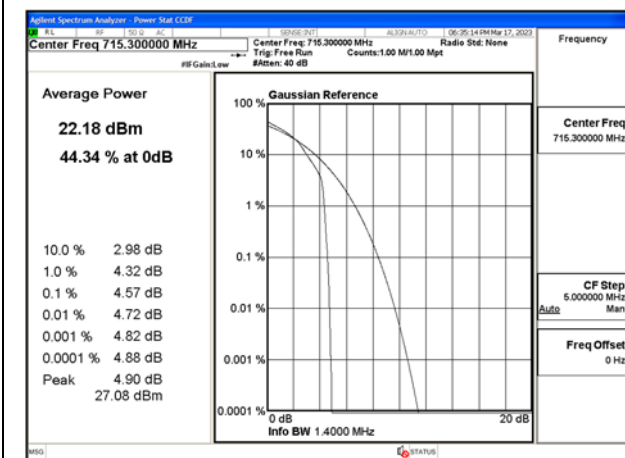 Agilent Spectrum Analyzer - Power Stat CCDF
RL RF 50 Ω AC SENSE:INT ALIGN AUTO 06:35:14 PM Mar 17, 2023
Center Freq 715.300000 MHz
Center Freq: 715.300000 MHz Radio Std: None
Trig: Free Run Counts:1.00 M/1.00 Mpt
#IFGain:Low #Atten: 40 dB
Frequency
Average Power
22.18 dBm
44.34 % at 0dB
10.0 % 2.98 dB
1.0 % 4.32 dB
0.1 % 4.57 dB
0.01 % 4.72 dB
0.001 % 4.82 dB
0.0001 % 4.88 dB
Peak 4.90 dB
27.08 dBm
Gaussian Reference
100 %
10 %
1 %
0.1 %
0.01 %
0.001 %
0.0001 %
0 dB 20 dB
Info BW 1.4000 MHz
Center Freq
715.300000 MHz
CF Step
5.000000 MHz
Auto Man
Freq Offset
0 Hz
MSG STATUS